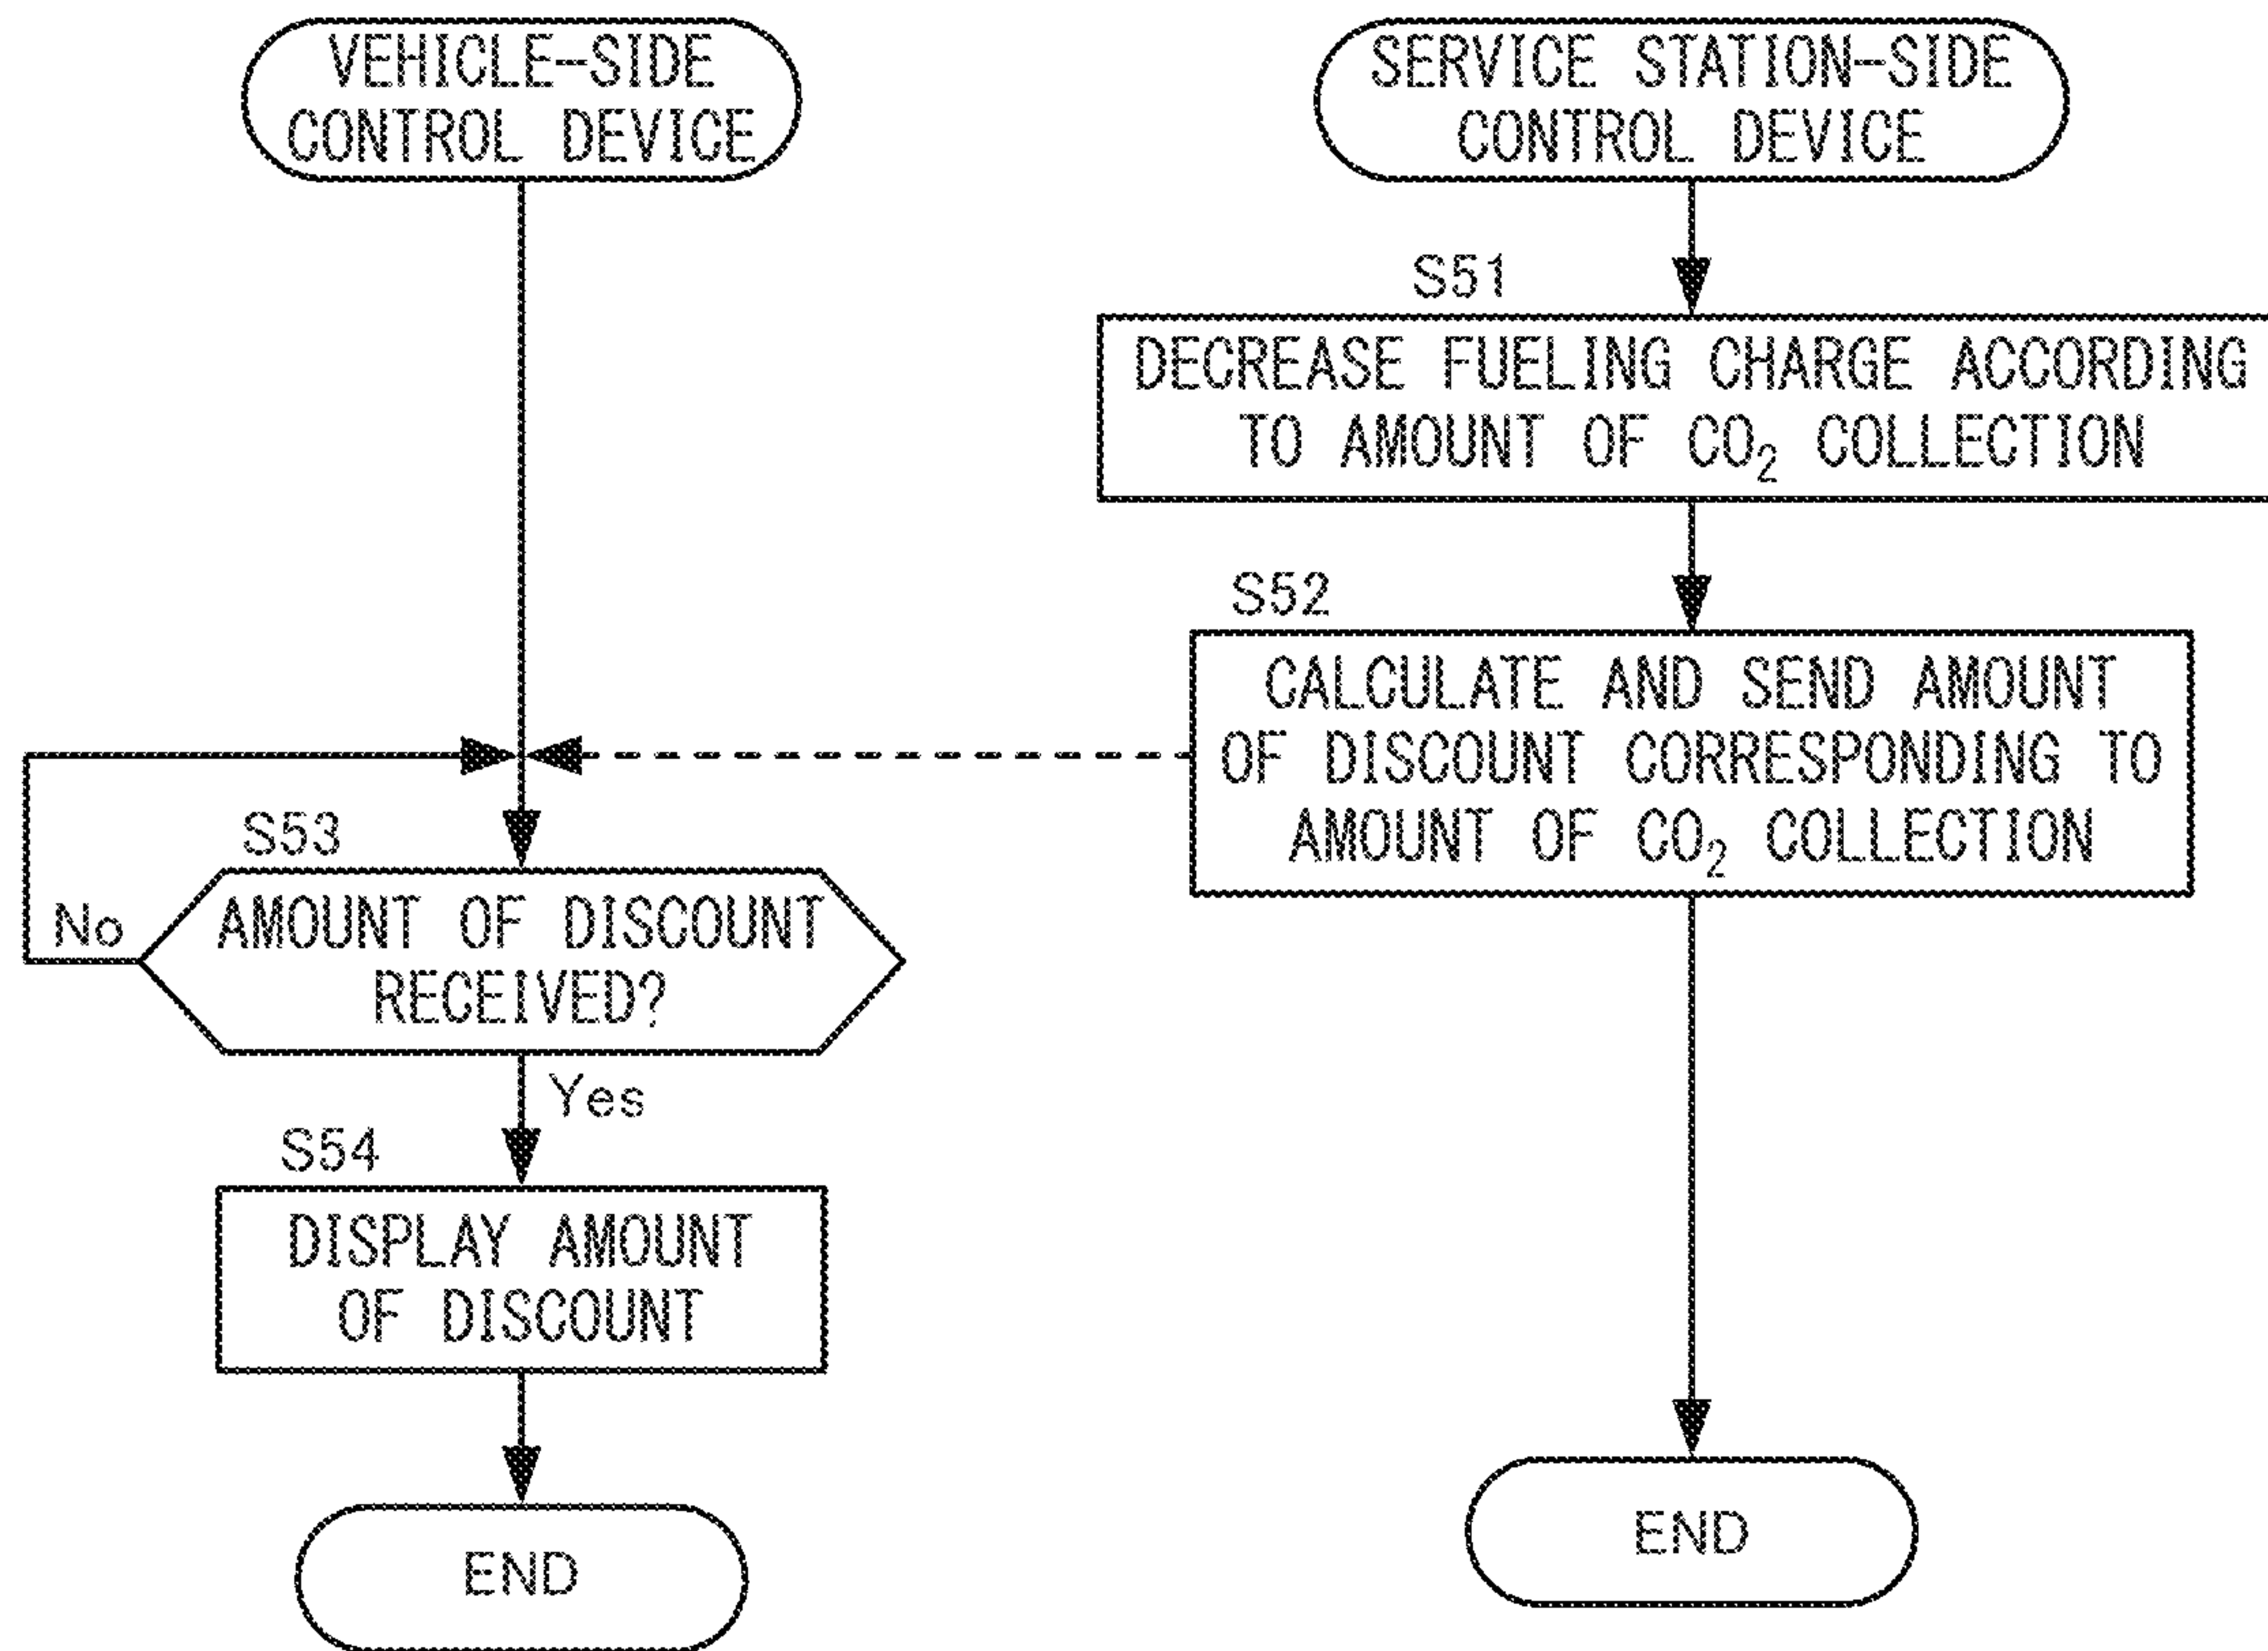 VEHICLE-SIDE
CONTROL DEVICE
SERVICE STATION-SIDE
CONTROL DEVICE
S51
DECREASE FUELING CHARGE ACCORDING
TO AMOUNT OF CO₂ COLLECTION
S52
CALCULATE AND SEND AMOUNT
OF DISCOUNT CORRESPONDING TO
AMOUNT OF CO₂ COLLECTION
S53
No
AMOUNT OF DISCOUNT
RECEIVED?
Yes
S54
DISPLAY AMOUNT
OF DISCOUNT
END
END